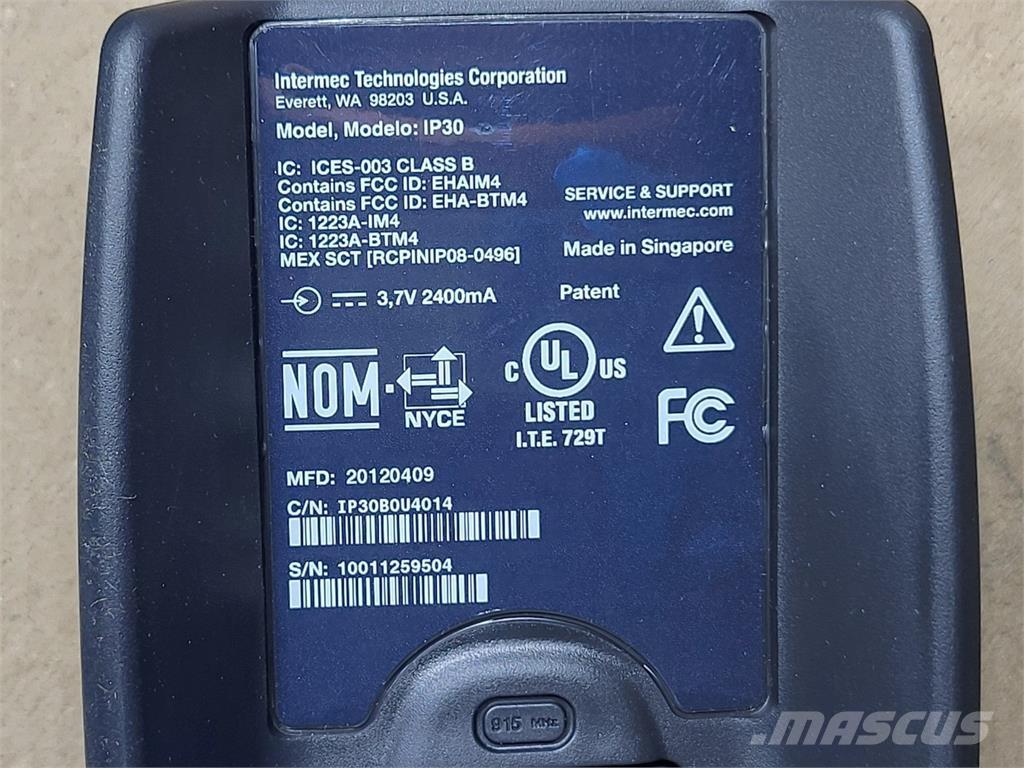 Intermec Technologies Corporation
Everett, WA 98203 U.S.A.
Model, Modelo: IP30
IC: ICES-003 CLASS B
Contains FCC ID: EHAIM4
Contains FCC ID: EHA-BTM4
IC: 1223A-IM4
IC: 1223A-BTM4
MEX SCT [RCPINIP08-0496]
SERVICE & SUPPORT
www.intermec.com
Made in Singapore
3,7V 2400mA
Patent
NOM
NYCE
C UL US
LISTED
I.T.E. 729T
FC
MFD: 20120409
C/N: IP30B0U4014
S/N: 10011259504
915 MHz
MASCUS